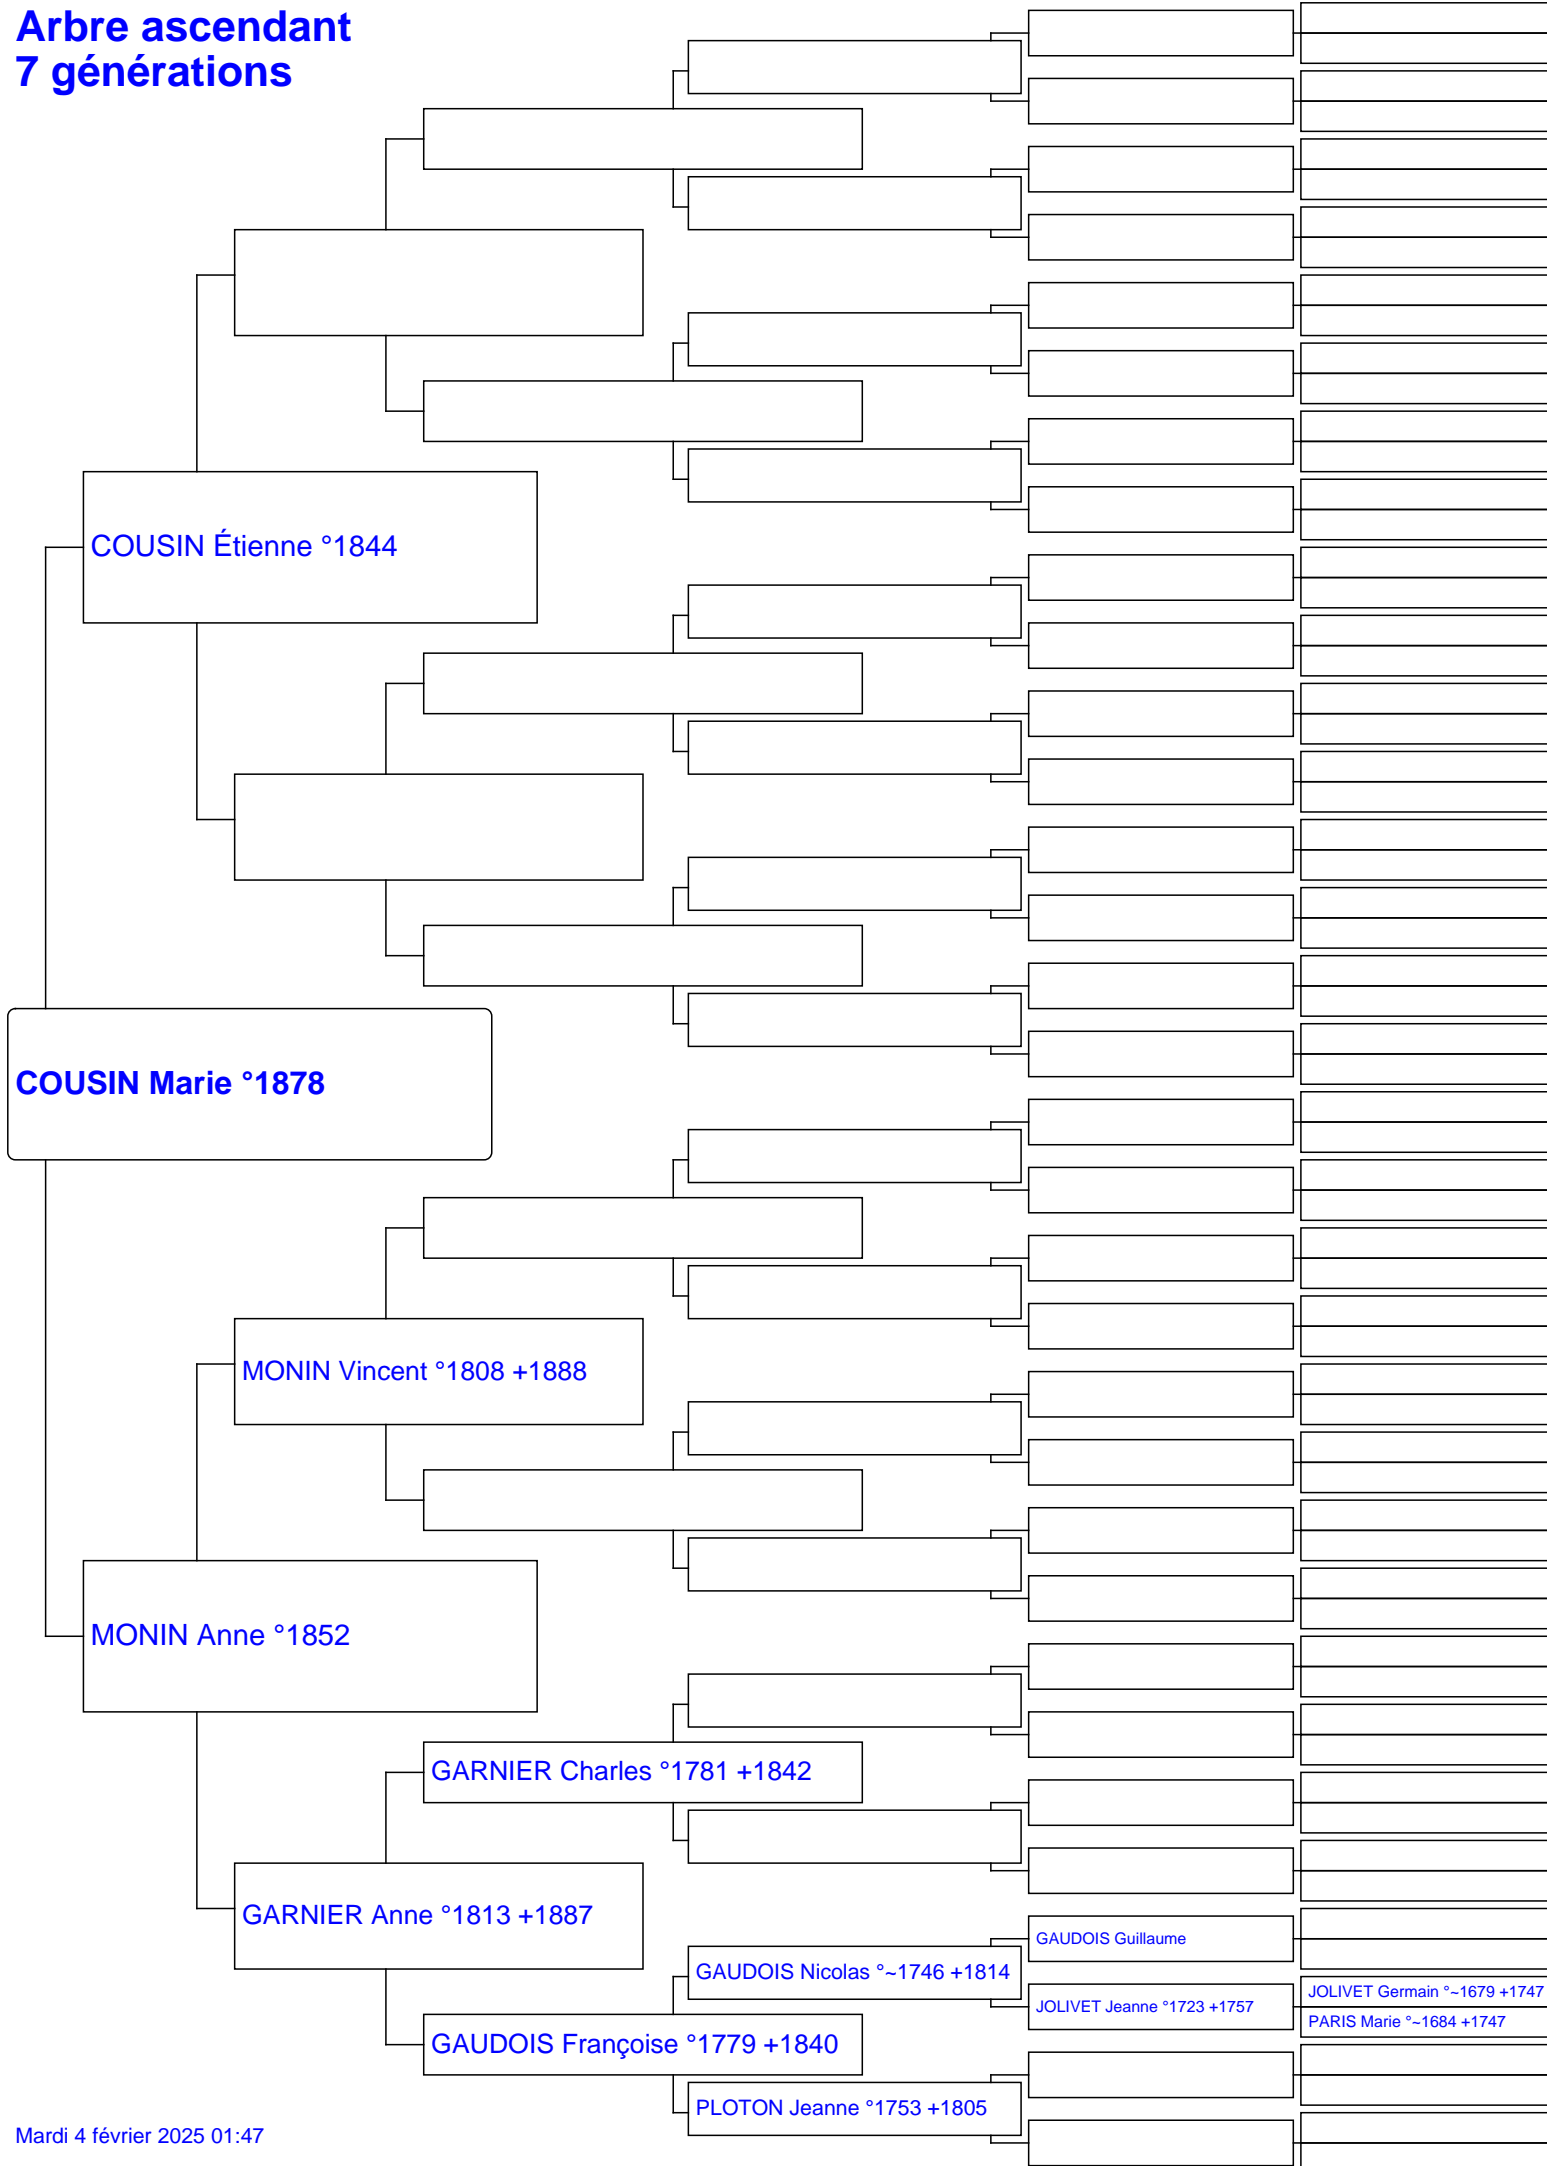 Arbre ascendant
7 générations
COUSIN Étienne °1844
COUSIN Marie °1878
MONIN Vincent °1808 +1888
MONIN Anne °1852
GARNIER Charles °1781 +1842
GARNIER Anne °1813 +1887
GAUDOIS Guillaume
GAUDOIS Nicolas °~1746 +1814
JOLIVET Germain °~1679 +1747
JOLIVET Jeanne °1723 +1757
PARIS Marie °~1684 +1747
GAUDOIS Françoise °1779 +1840
PLOTON Jeanne °1753 +1805
Mardi 4 février 2025 01:47